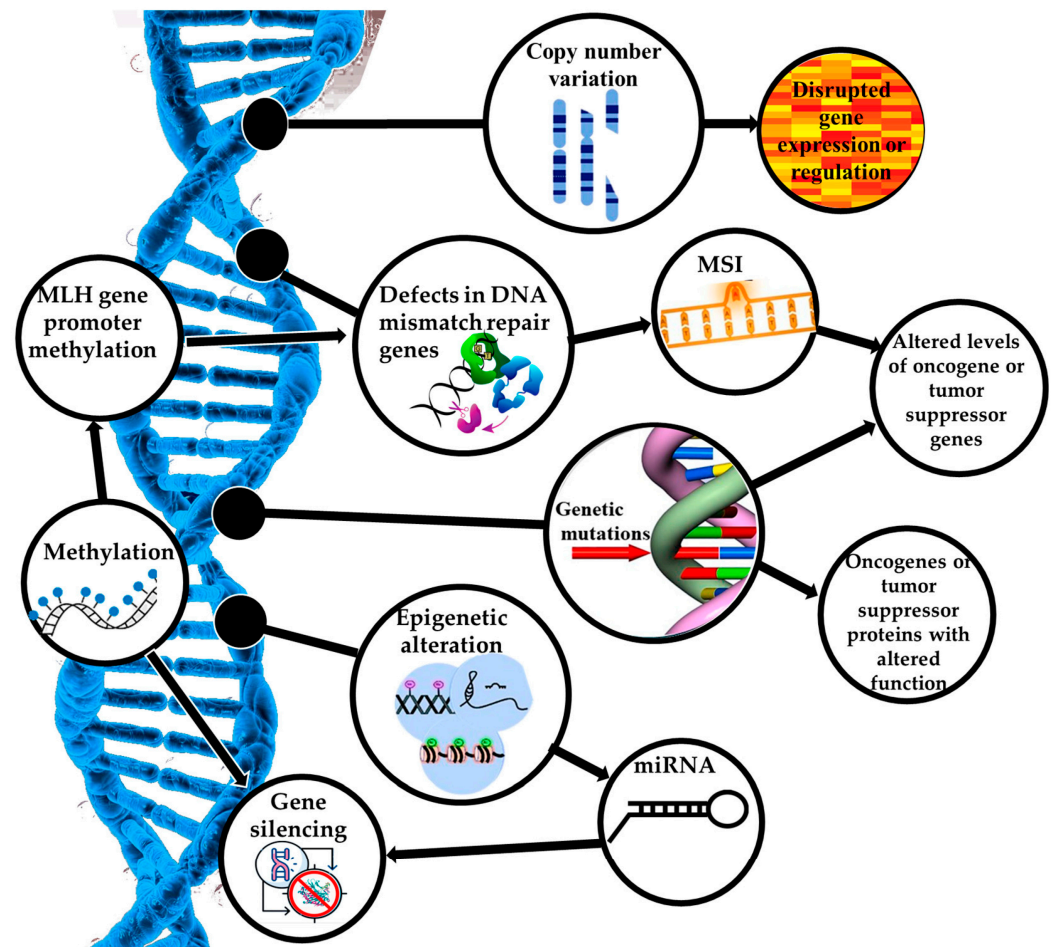 Copy number
variation
Disrupted
gene
expression or
regulation
MSI
MLH gene
promoter
methylation
Defects in DNA
mismatch repair
genes
Altered levels
of oncogene or
tumor
suppressor
genes
Genetic
mutations
Methylation
Oncogenes or
tumor
suppressor
proteins with
altered
function
Epigenetic
alteration
miRNA
Gene
silencing